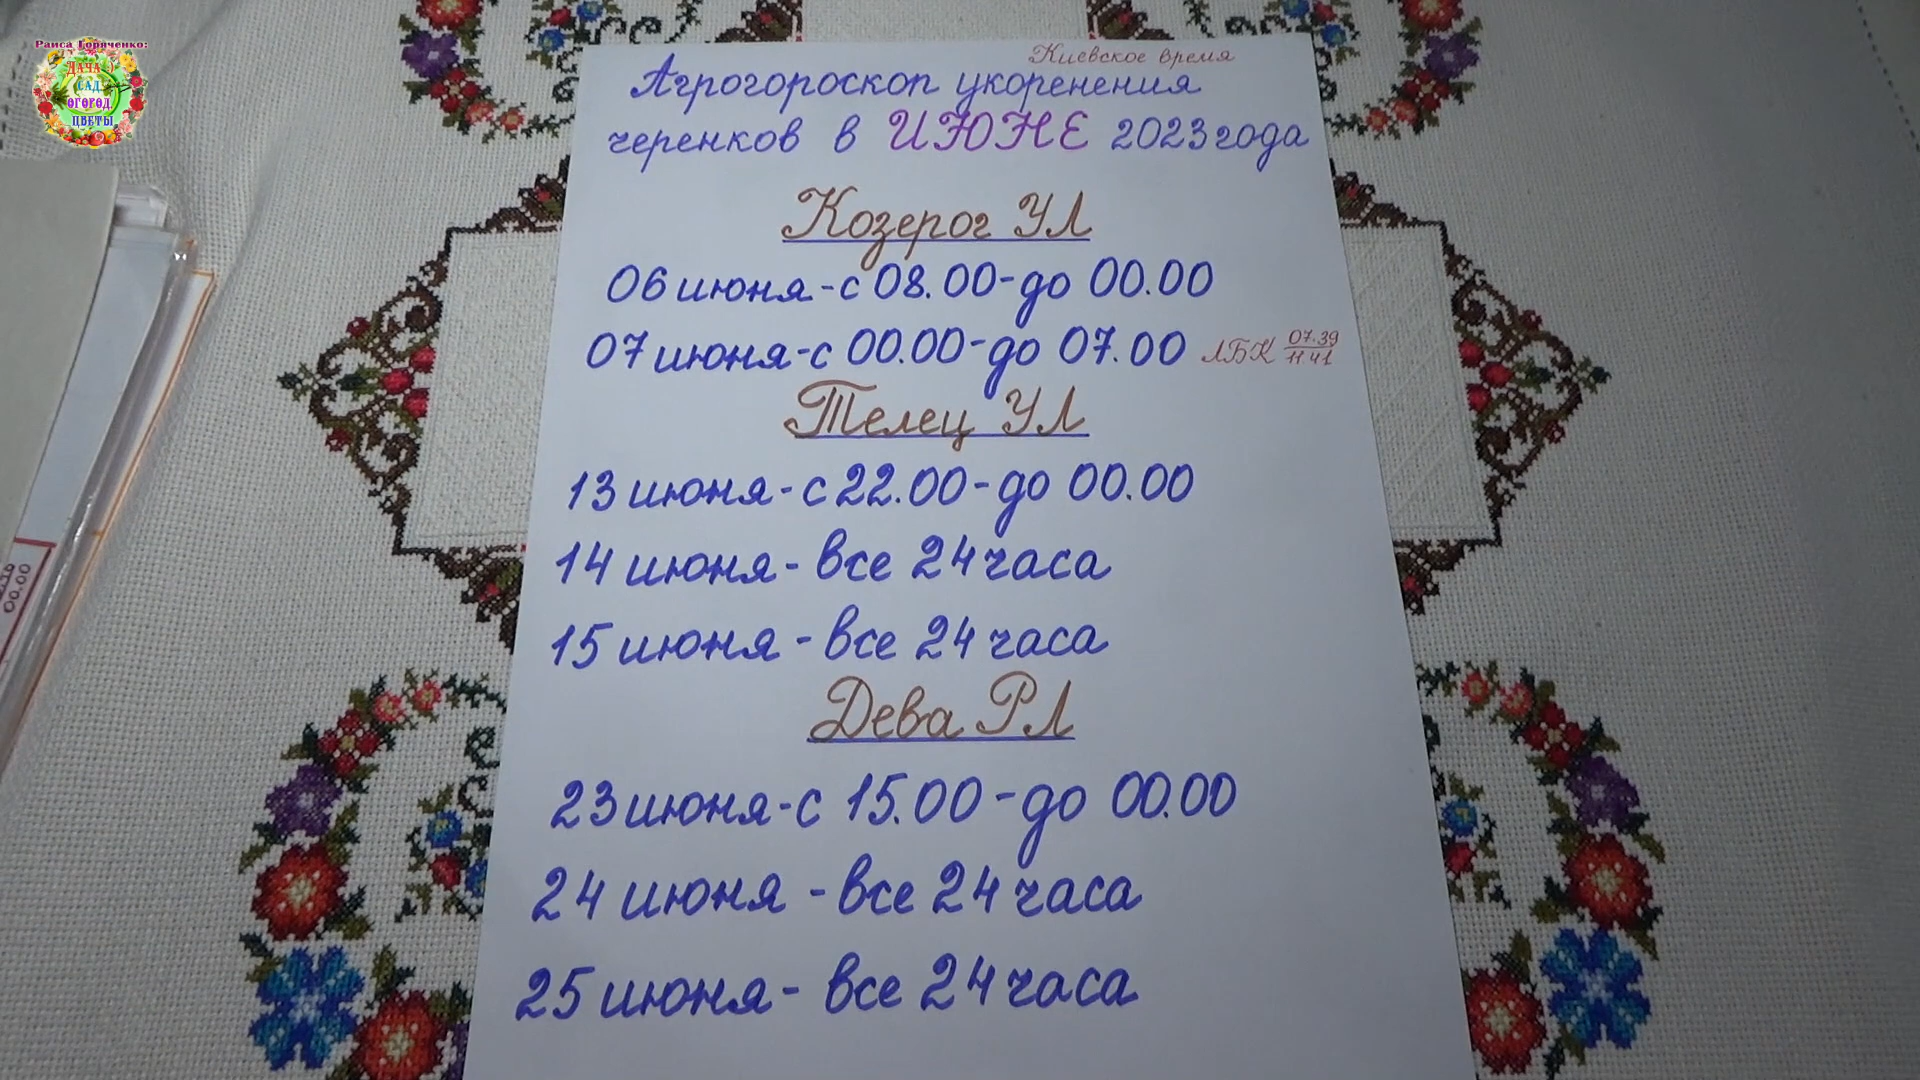 Раиса Горяченко:
Дача :)
сад
огород
цветы
Киевское время
Агрогороскоп укоренения
черенков в ИЮНЕ 2023 года
Козерог УЛ
06 июня - с 08.00 - до 00.00
07 июня - с 00.00 - до 07.00 ЛБК 07.39
11.41
Телец УЛ
13 июня - с 22.00 - до 00.00
14 июня - все 24 часа
15 июня - все 24 часа
Дева РЛ
23 июня - с 15.00 - до 00.00
24 июня - все 24 часа
25 июня - все 24 часа
00.00